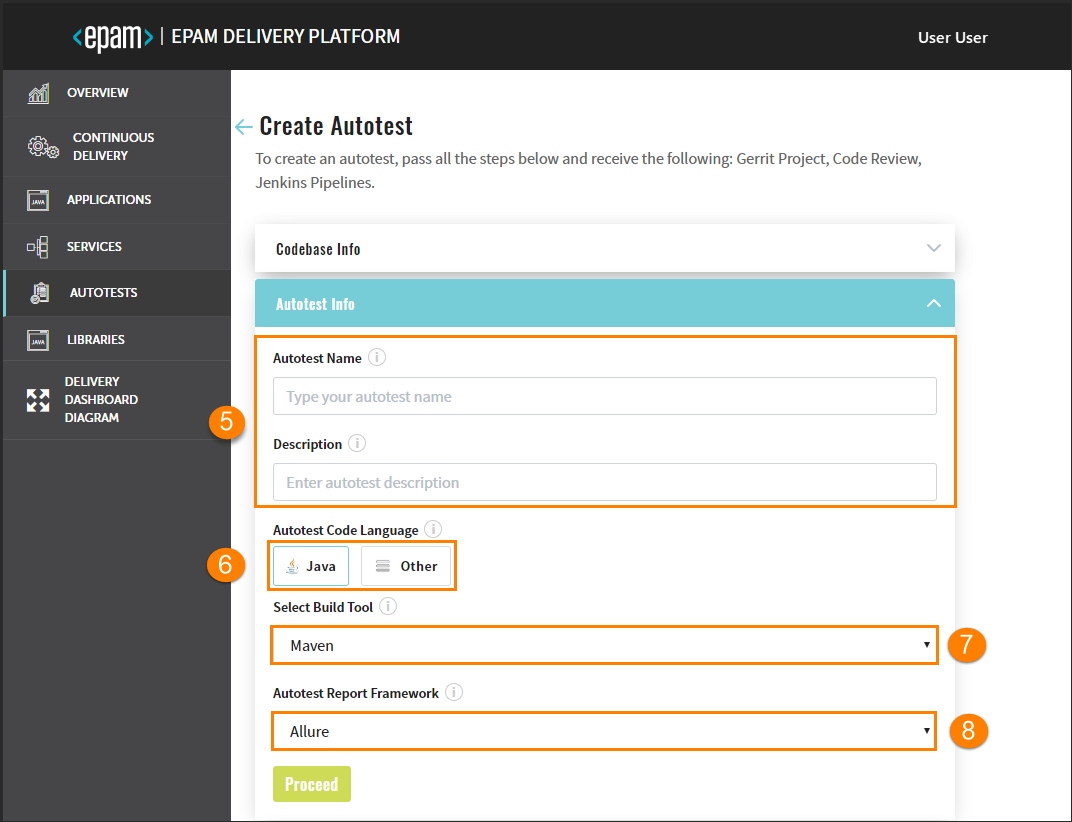 <epam> | EPAM DELIVERY PLATFORM
User User
OVERVIEW
CONTINUOUS
DELIVERY
JAVA APPLICATIONS
SERVICES
AUTOTESTS
JAVA LIBRARIES
DELIVERY
DASHBOARD
DIAGRAM
← Create Autotest
To create an autotest, pass all the steps below and receive the following: Gerrit Project, Code Review,
Jenkins Pipelines.
Codebase Info
Autotest Info
Autotest Name i
Type your autotest name
5
Description i
Enter autotest description
Autotest Code Language i
6
Java Other
Select Build Tool i
Maven
7
Autotest Report Framework i
Allure
8
Proceed